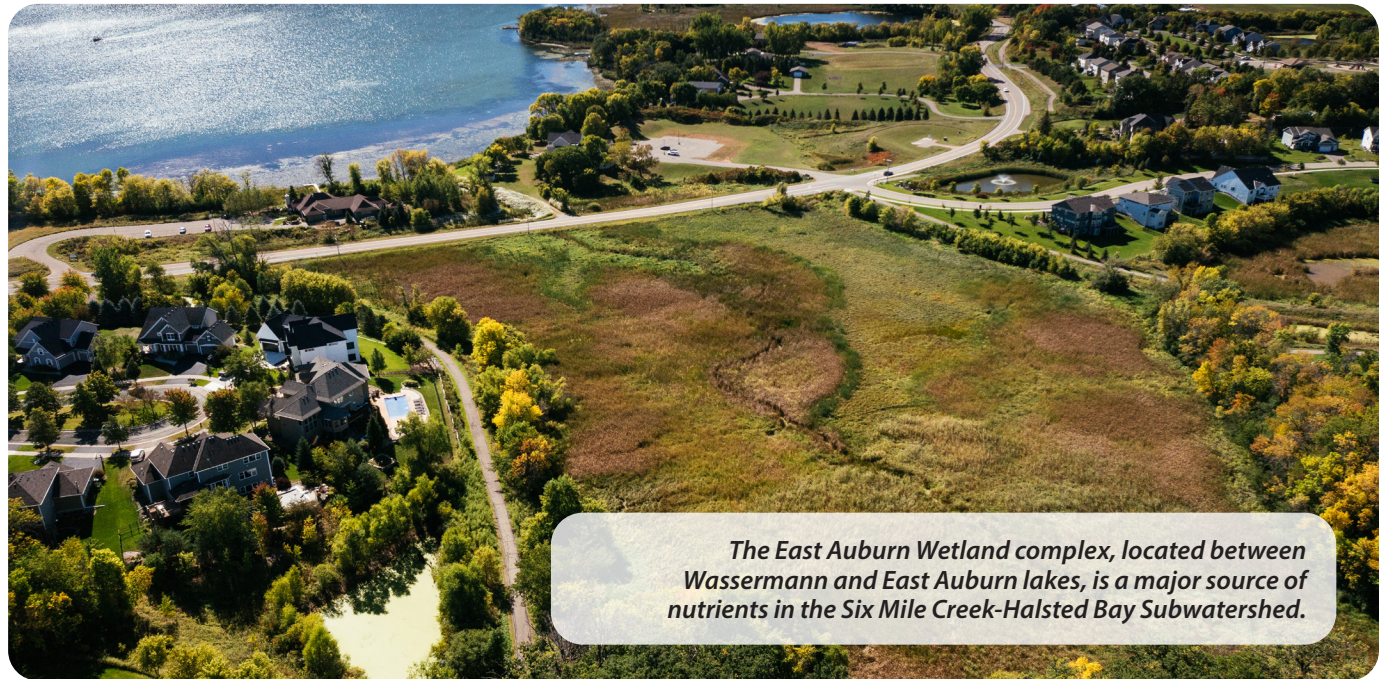 The East Auburn Wetland complex, located between
Wassermann and East Auburn lakes, is a major source of
nutrients in the Six Mile Creek-Halsted Bay Subwatershed.